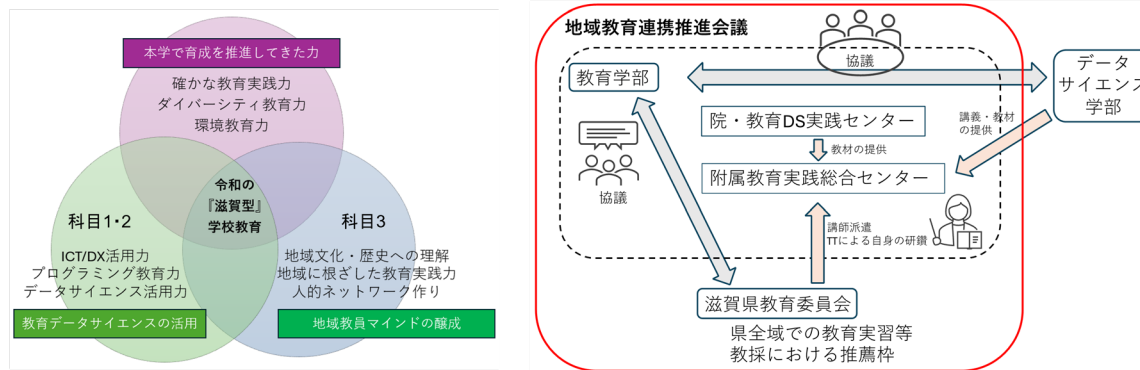 本学で育成を推進してきた力
確かな教育実践力
ダイバーシティ教育力
環境教育力
令和の
『滋賀型』
学校教育
科目1・2
ICT/DX活用力
プログラミング教育力
データサイエンス活用力
教育データサイエンスの活用
科目3
地域文化・歴史への理解
地域に根ざした教育実践力
人的ネットワーク作り
地域教員マインドの醸成
地域教育連携推進会議
協議
教育学部
データ
サイエンス
学部
院・教育DS実践センター
講義・教材
の提供
教材の提供
附属教育実践総合センター
協議
講師派遣
TTによる自身の研鑽
滋賀県教育委員会
県全域での教育実習等
教採における推薦枠